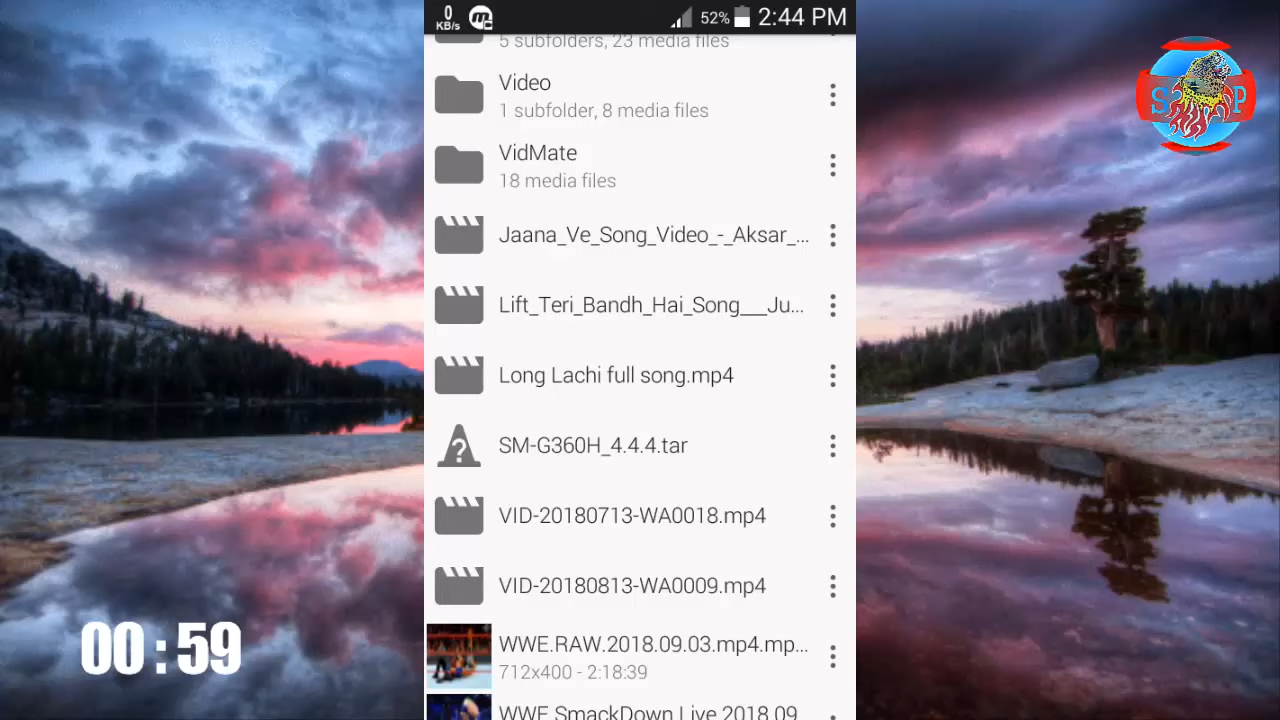 0
KB/s
52%
2:44 PM
5 subfolders, 23 media files
Video
1 subfolder, 8 media files
VidMate
18 media files
Jaana_Ve_Song_Video_-_Aksar_...
Lift_Teri_Bandh_Hai_Song___Ju...
Long Lachi full song.mp4
SM-G360H_4.4.4.tar
VID-20180713-WA0018.mp4
VID-20180813-WA0009.mp4
WWE.RAW.2018.09.03.mp4.mp...
712x400 - 2:18:39
WWE SmackDown Live 2018 09
00:59
S P